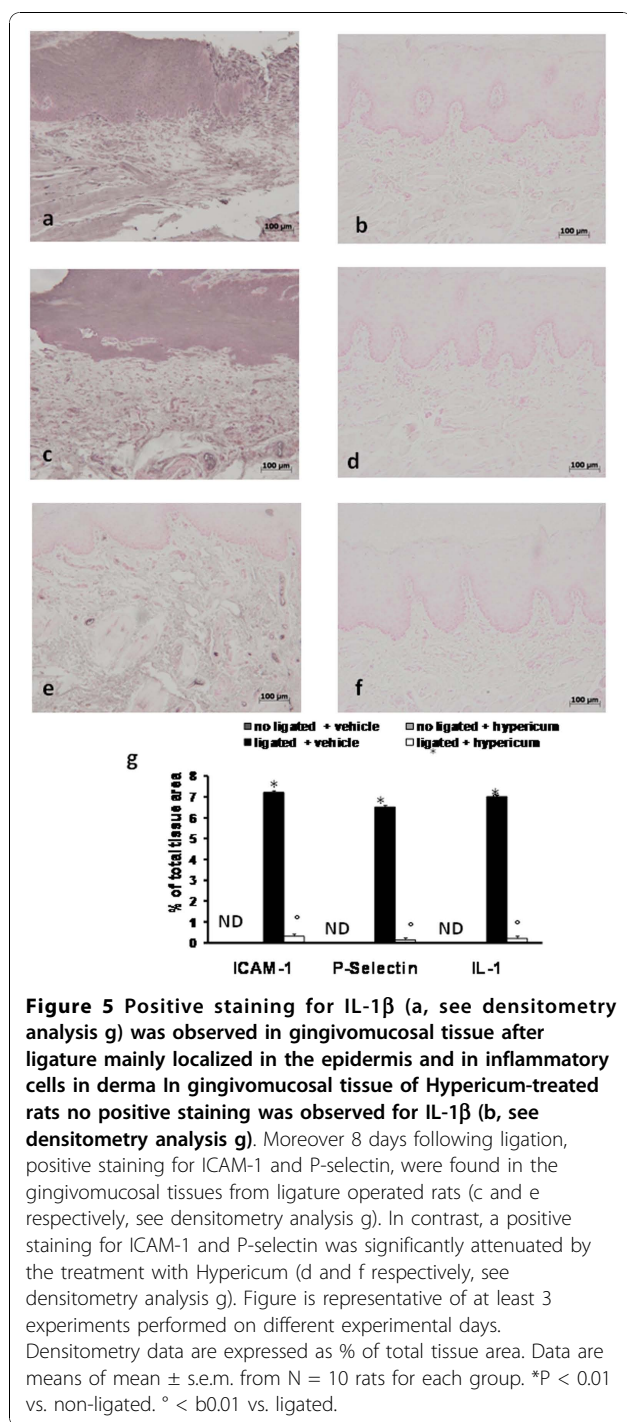 a
100 µm
b
100 µm
c
100 µm
d
100 µm
e
100 µm
f
100 µm
■ no ligated + vehicle ■ no ligated + hypericum
■ ligated + vehicle □ ligated + hypericum
*
g
% of total tissue area
8
7
6
5
4
3
2
1
0
ND * °
ND * °
ND * °
ICAM-1 P-Selectin IL-1
Figure 5 Positive staining for IL-1β (a, see densitometry
analysis g) was observed in gingivomucosal tissue after
ligature mainly localized in the epidermis and in inflammatory
cells in derma In gingivomucosal tissue of Hypericum-treated
rats no positive staining was observed for IL-1β (b, see
densitometry analysis g). Moreover 8 days following ligation,
positive staining for ICAM-1 and P-selectin, were found in the
gingivomucosal tissues from ligature operated rats (c and e
respectively, see densitometry analysis g). In contrast, a positive
staining for ICAM-1 and P-selectin was significantly attenuated by
the treatment with Hypericum (d and f respectively, see
densitometry analysis g). Figure is representative of at least 3
experiments performed on different experimental days.
Densitometry data are expressed as % of total tissue area. Data are
means of mean ± s.e.m. from N = 10 rats for each group. *P < 0.01
vs. non-ligated. ° < b0.01 vs. ligated.